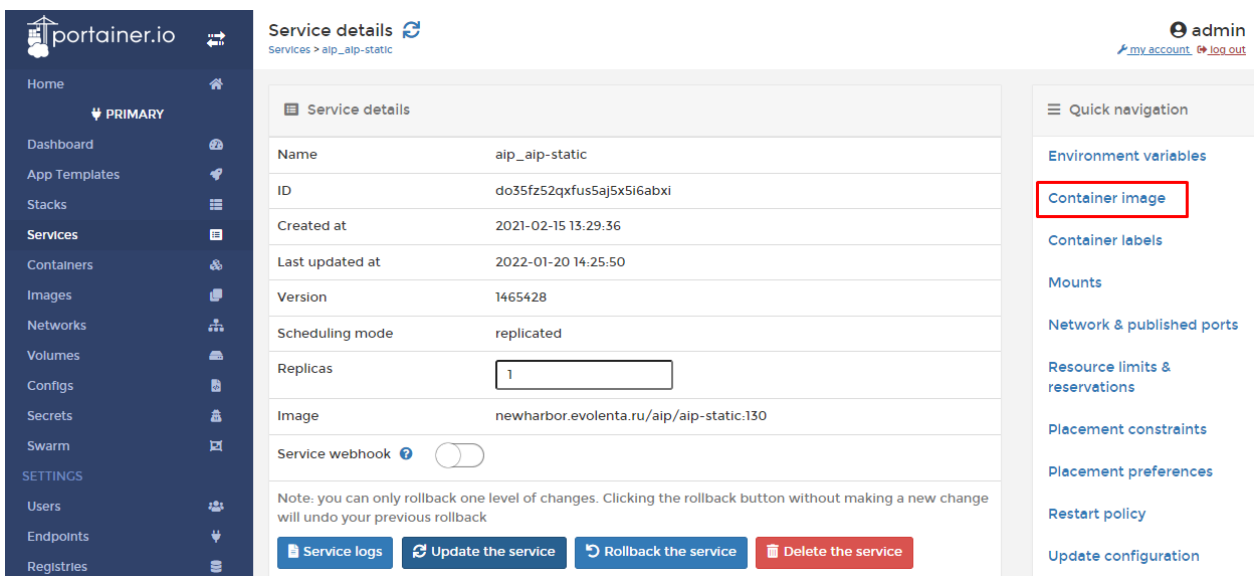 portainer.io
Home
PRIMARY
Dashboard
App Templates
Stacks
Services
Containers
Images
Networks
Volumes
Configs
Secrets
Swarm
SETTINGS
Users
Endpoints
Registries
Service details
Services > aip_aip-static
admin
my account log out
Service details
Name aip_aip-static
ID do35fz52qxfus5aj5x5i6abxi
Created at 2021-02-15 13:29:36
Last updated at 2022-01-20 14:25:50
Version 1465428
Scheduling mode replicated
Replicas 1
Image newharbor.evolenta.ru/aip/aip-static:130
Service webhook
Note: you can only rollback one level of changes. Clicking the rollback button without making a new change
will undo your previous rollback
Service logs Update the service Rollback the service Delete the service
Quick navigation
Environment variables
Container image
Container labels
Mounts
Network & published ports
Resource limits &
reservations
Placement constraints
Placement preferences
Restart policy
Update configuration